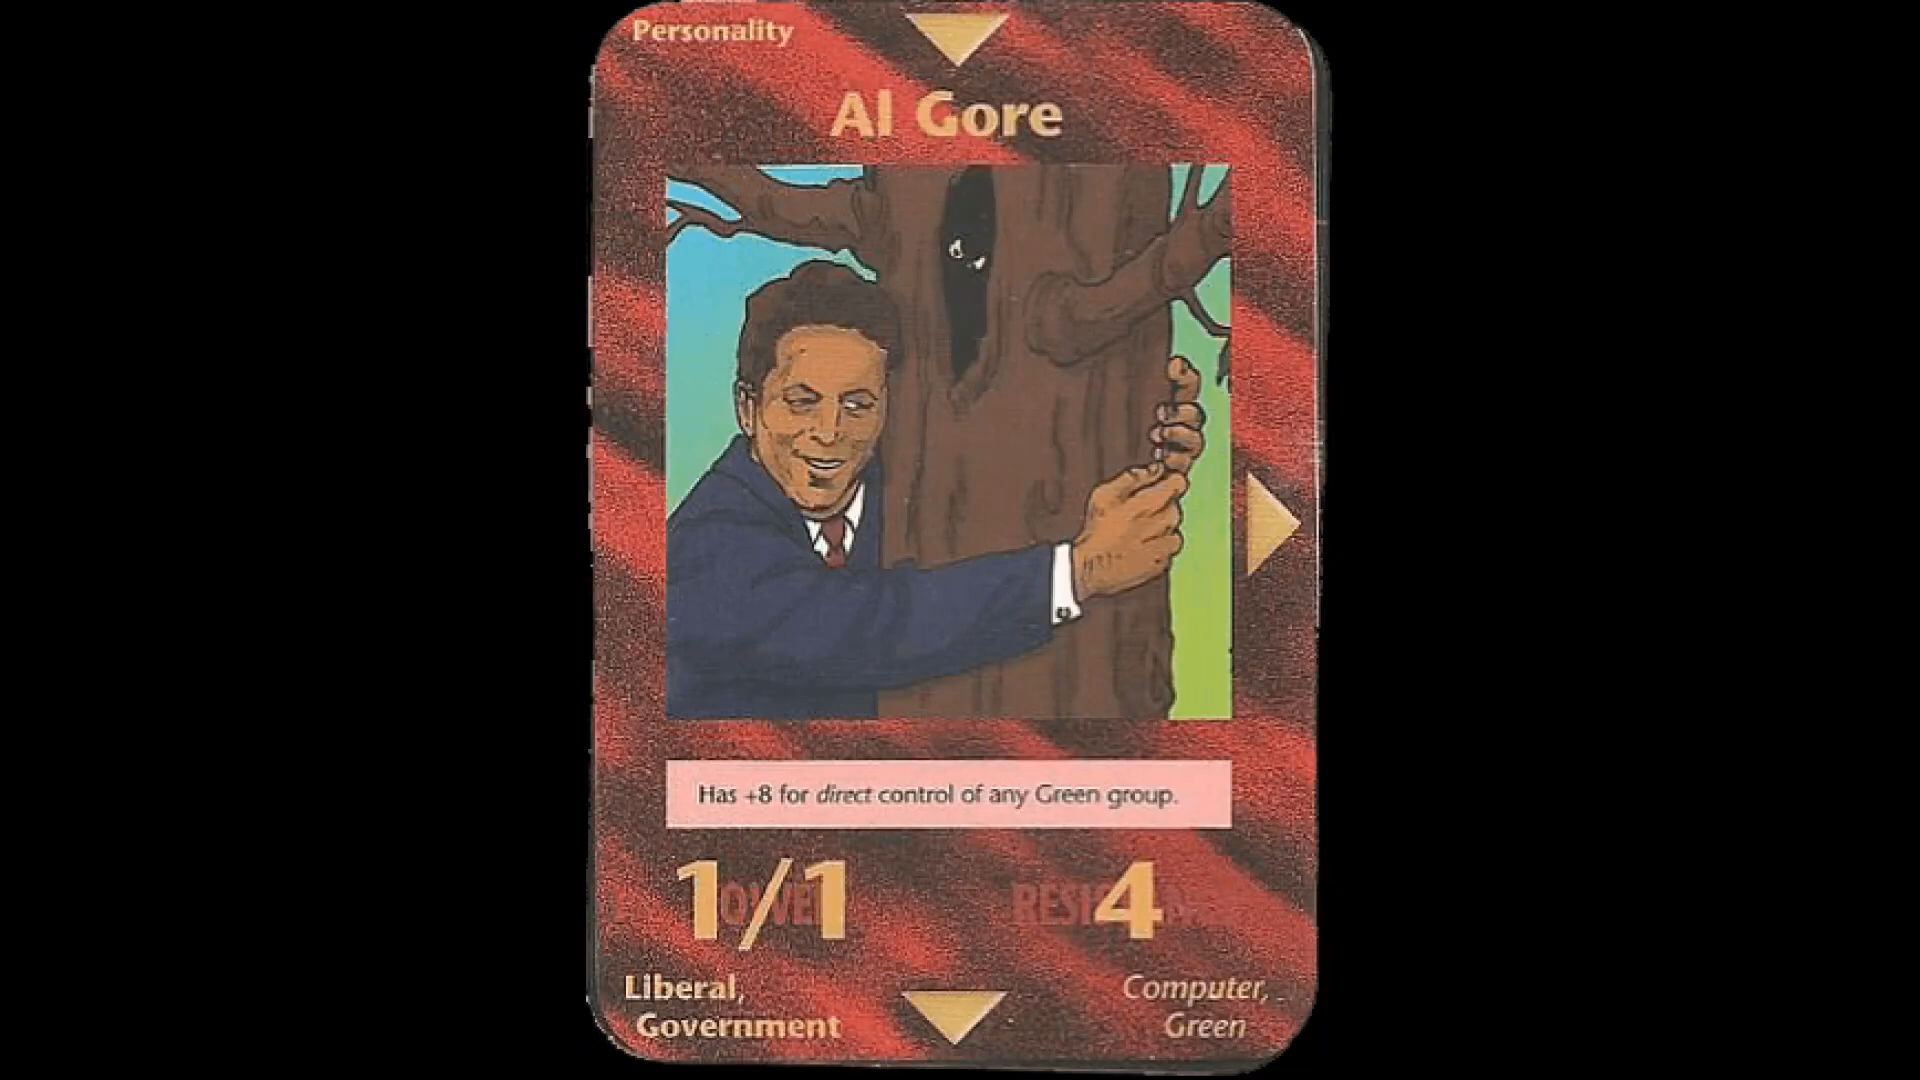 Personality
Al Gore
Has +8 for direct control of any Green group.
1/1
4
Liberal,
Government
Computer,
Green